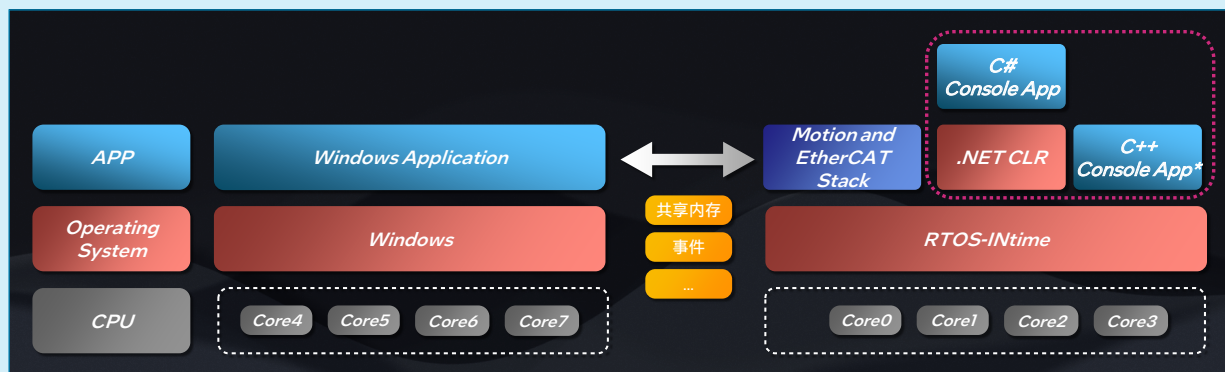 C#
Console App
APP
Windows Application
Motion and
EtherCAT
Stack
.NET CLR
C++
Console App*
共享内存
事件
...
Operating
System
Windows
RTOS-INtime
CPU
Core4
Core5
Core6
Core7
Core0
Core1
Core2
Core3